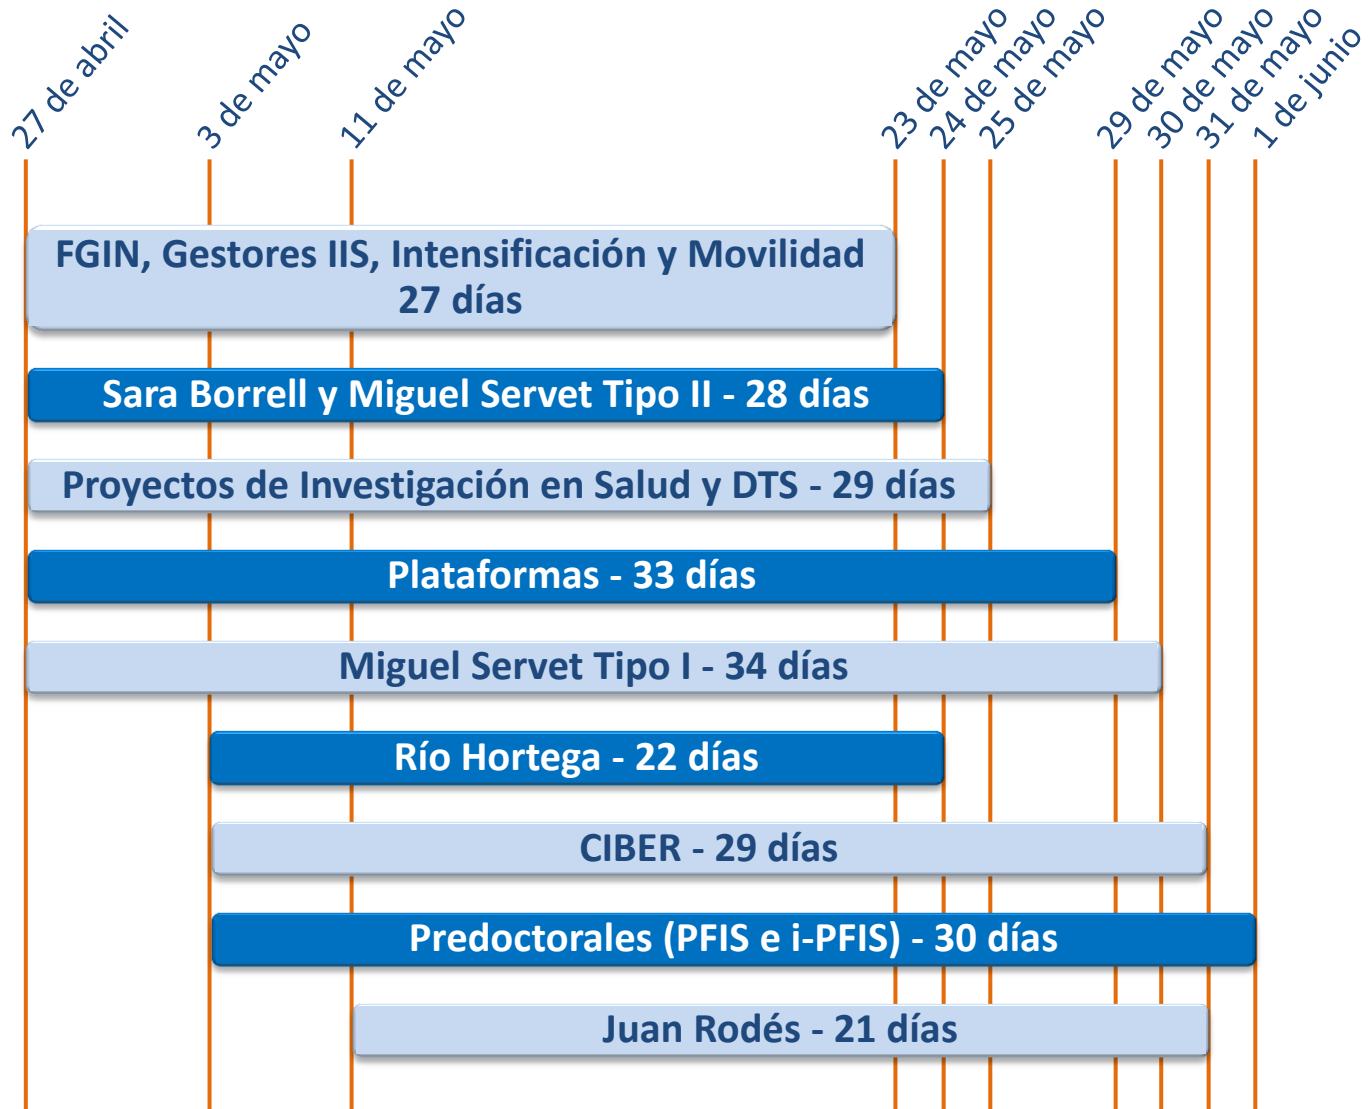 27 de abril
3 de mayo
11 de mayo
23 de mayo
24 de mayo
25 de mayo
29 de mayo
30 de mayo
31 de mayo
1 de junio
FGIN, Gestores IIS, Intensificación y Movilidad
27 días
Sara Borrell y Miguel Servet Tipo II - 28 días
Proyectos de Investigación en Salud y DTS - 29 días
Plataformas - 33 días
Miguel Servet Tipo I - 34 días
Río Hortega - 22 días
CIBER - 29 días
Predoctorales (PFIS e i-PFIS) - 30 días
Juan Rodés - 21 días